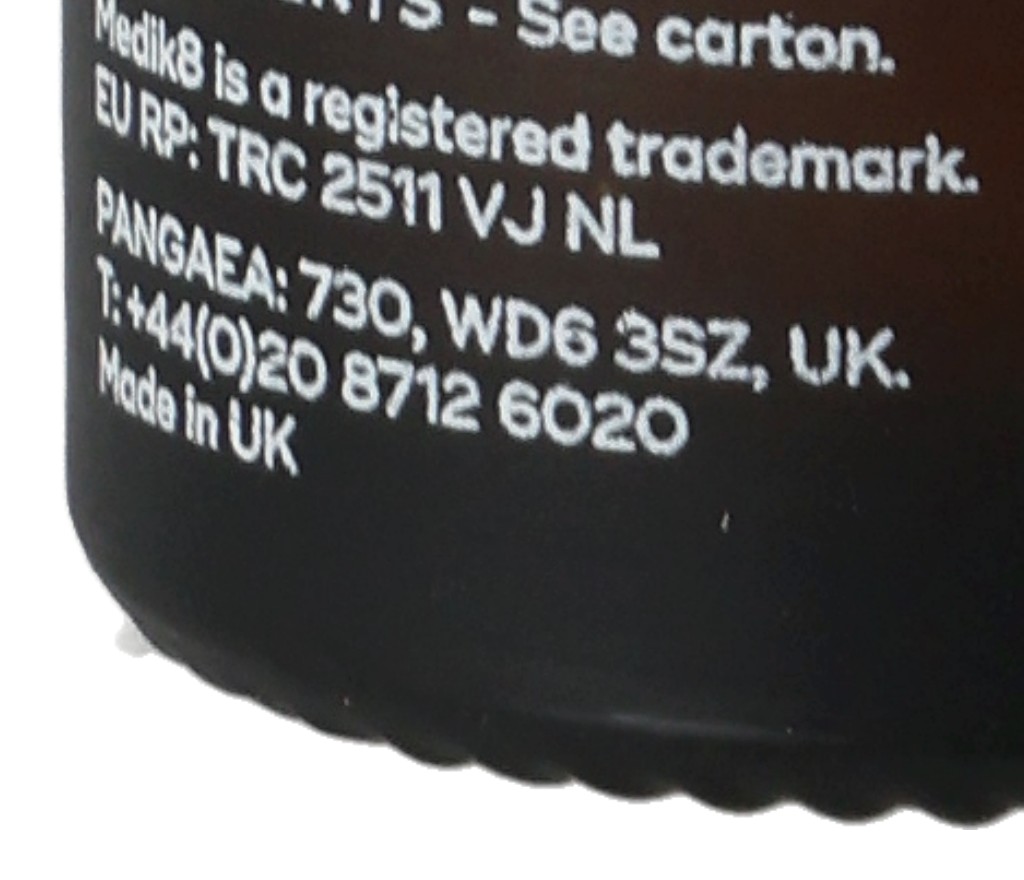 - See carton.
Medik8 is a registered trademark.
EU RP: TRC 2511 VJ NL
PANGAEA: 730, WD6 3SZ, UK.
T: +44(0)20 8712 6020
Made in UK